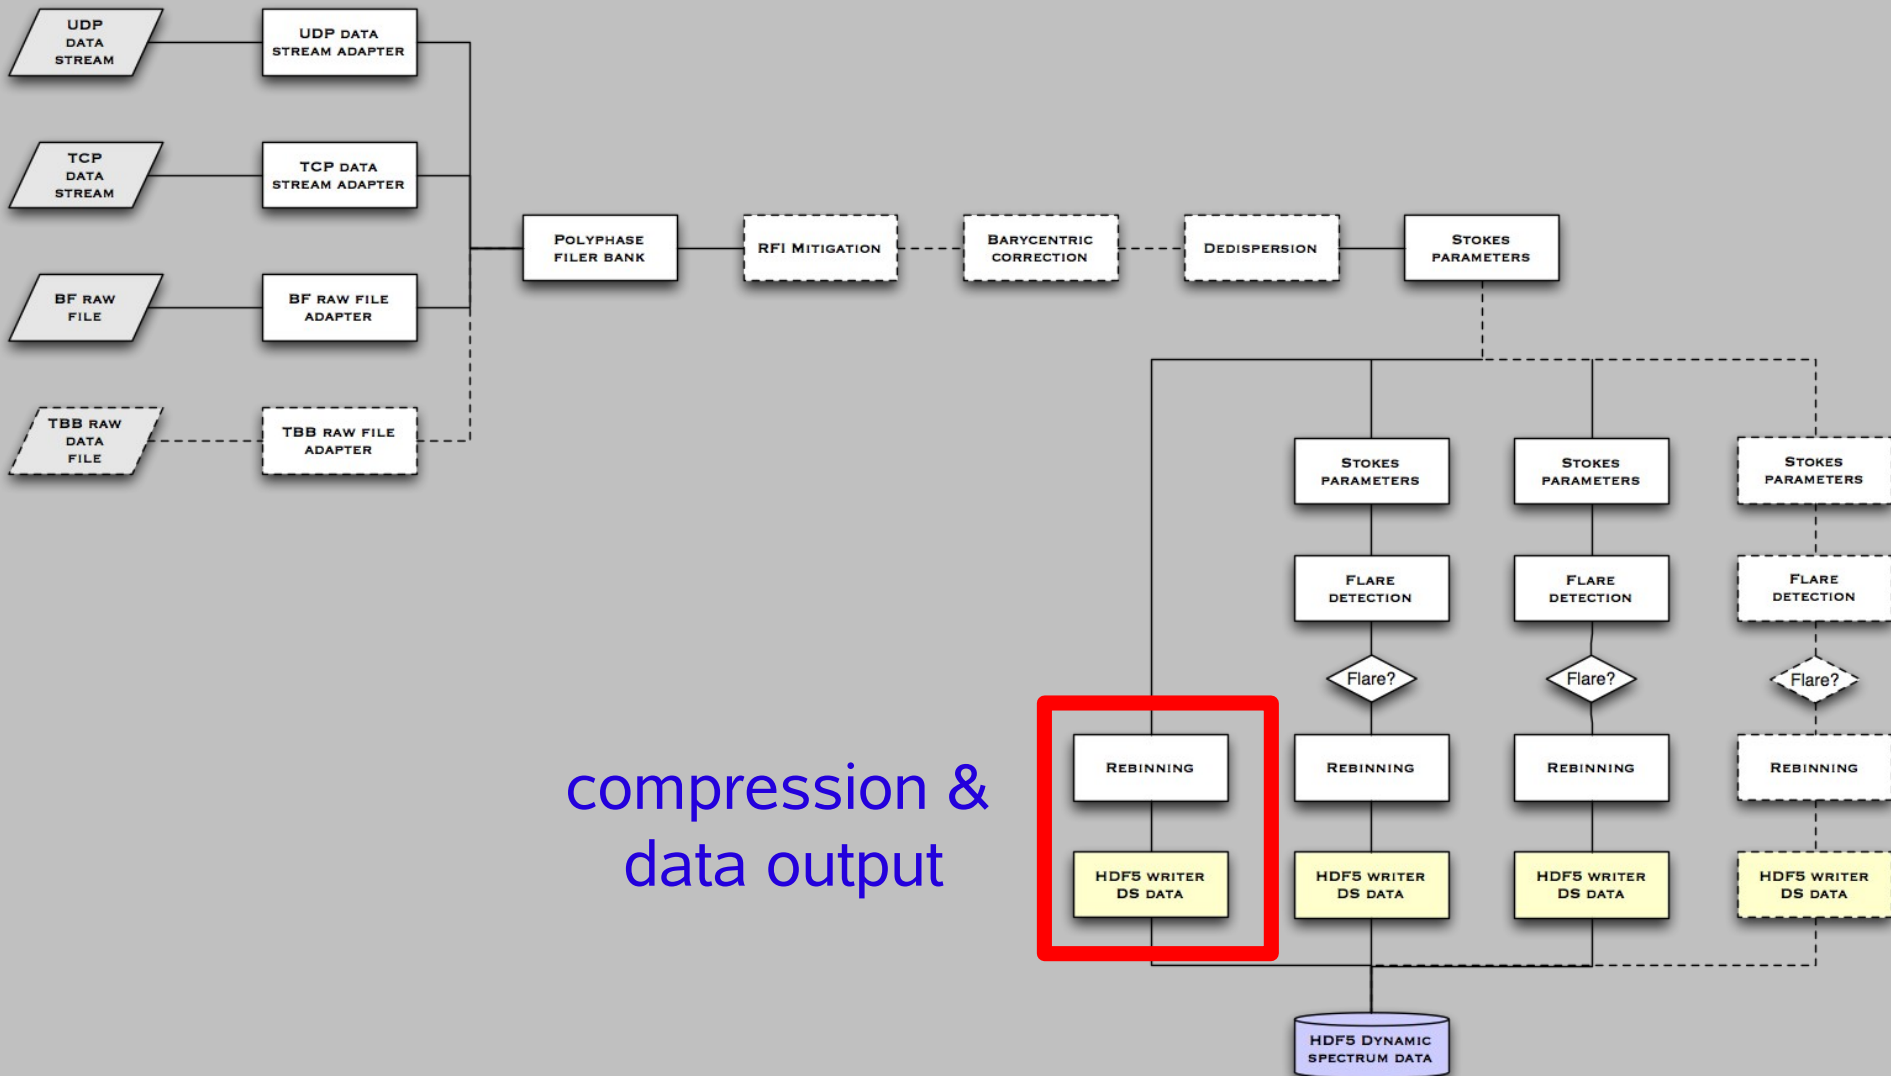 UDP
DATA
STREAM
UDP DATA
STREAM ADAPTER
TCP
DATA
STREAM
TCP DATA
STREAM ADAPTER
BF RAW
FILE
BF RAW FILE
ADAPTER
TBB RAW
DATA
FILE
TBB RAW FILE
ADAPTER
POLYPHASE
FILER BANK
RFI MITIGATION
BARYCENTRIC
CORRECTION
DEDISPERSION
STOKES
PARAMETERS
STOKES
PARAMETERS
STOKES
PARAMETERS
STOKES
PARAMETERS
FLARE
DETECTION
FLARE
DETECTION
FLARE
DETECTION
Flare?
Flare?
Flare?
compression &
data output
REBINNING
REBINNING
REBINNING
REBINNING
HDF5 WRITER
DS DATA
HDF5 WRITER
DS DATA
HDF5 WRITER
DS DATA
HDF5 WRITER
DS DATA
HDF5 DYNAMIC
SPECTRUM DATA